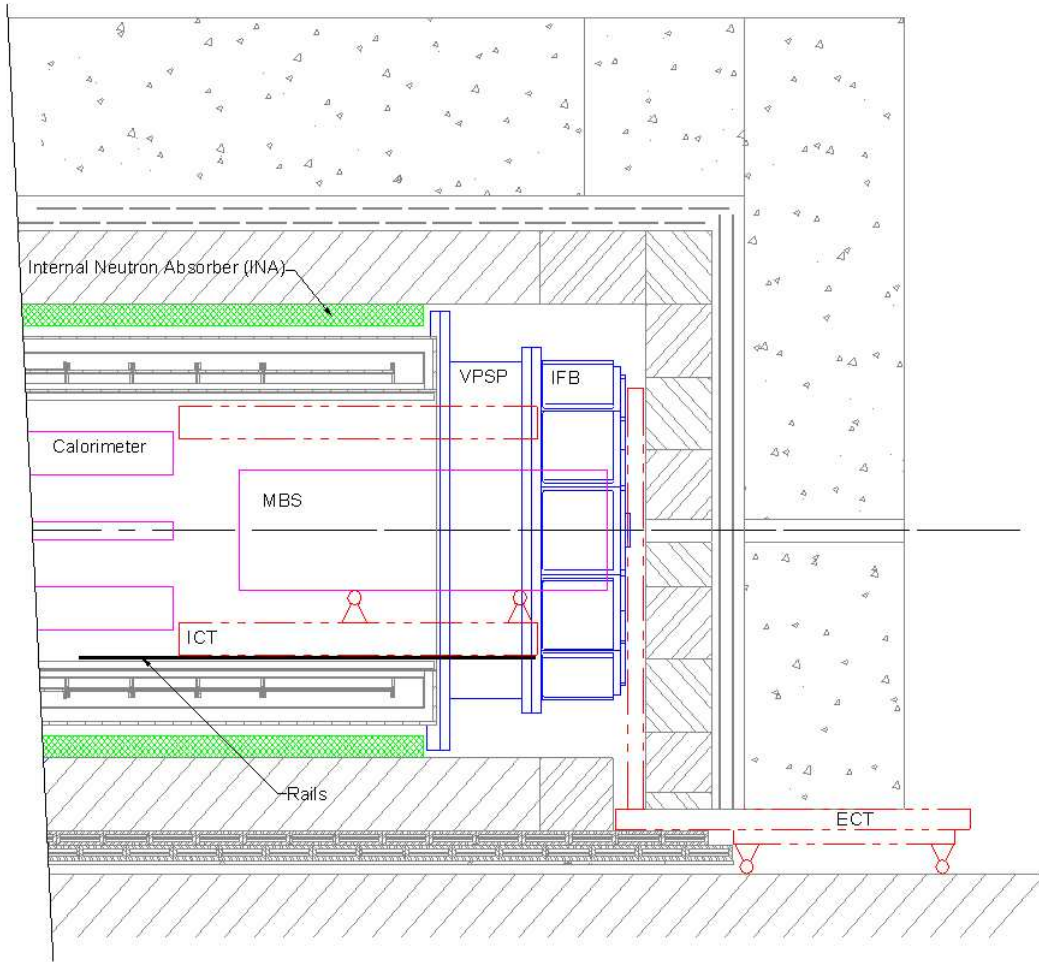 Internal Neutron Absorber (INA)
VPSP
IFB
Calorimeter
MBS
ICT
Rails
ECT